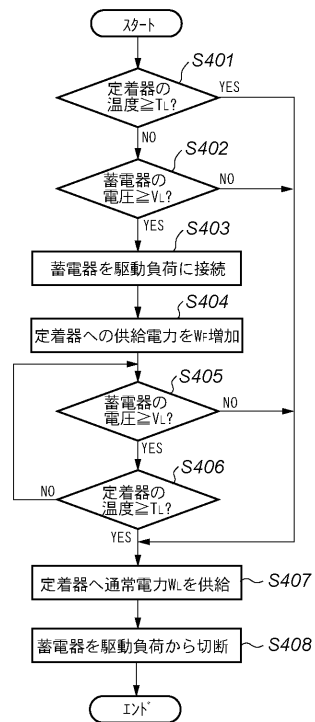 スタート
S401
定着器の
温度≧TL?
YES
NO
S402
蓄電器の
電圧≧VL?
NO
YES
S403
蓄電器を駆動負荷に接続
S404
定着器への供給電力をWF増加
S405
蓄電器の
電圧≧VL?
NO
YES
S406
定着器の
温度≧TL?
NO
YES
定着器へ通常電力WLを供給
S407
蓄電器を駆動負荷から切断
S408
エンド